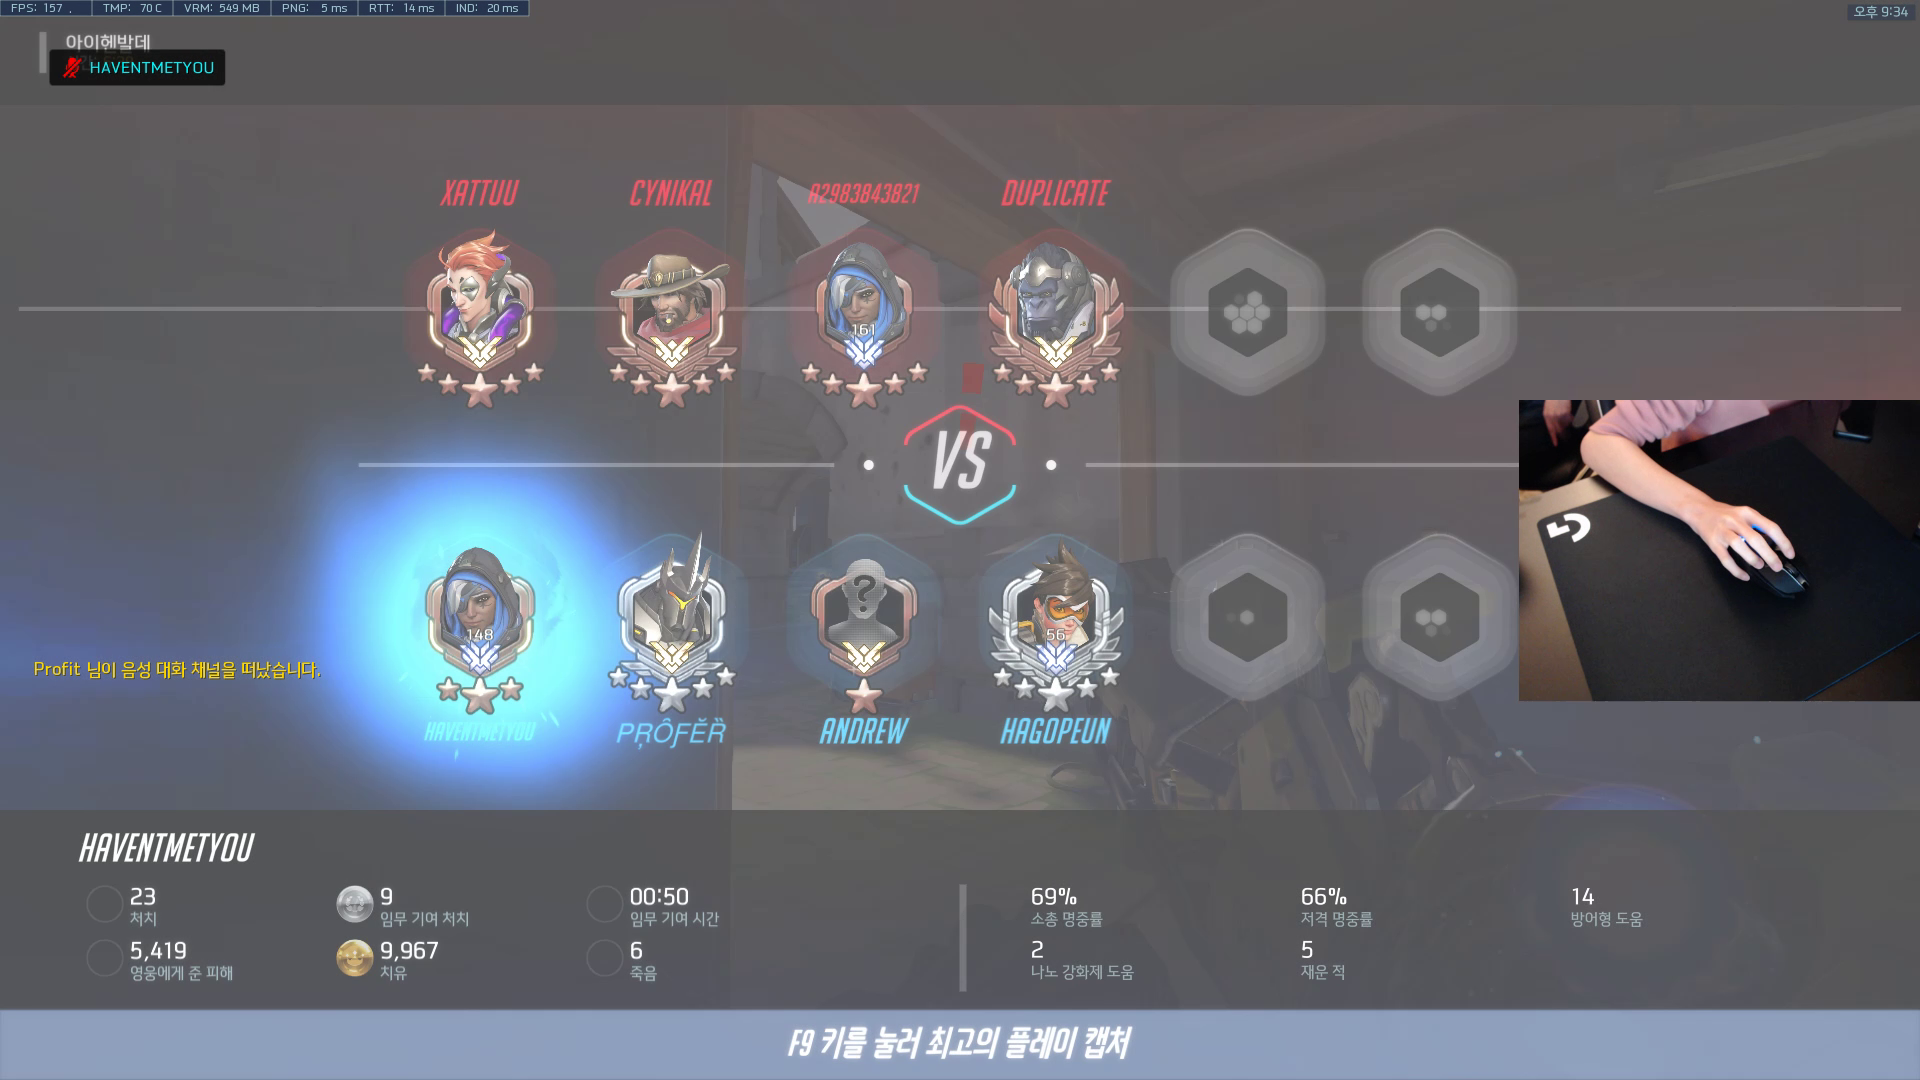 FPS: 157 . TMP: 70 C VRM: 549 MB PNG: 5 ms RTT: 14 ms IND: 20 ms
오후 9:34
아이헨발데
HAVENTMETYOU
XATTUU CYNIKAL A2983843821 DUPLICATE
161
VS
148 56
Profit 님이 음성 대화 채널을 떠났습니다.
HAVENTMETYOU PŖÔƑĔȐ ANDREW HAGOPEUN
HAVENTMETYOU
23 9 00:50 69% 66% 14
처치 임무 기여 처치 임무 기여 시간 소총 명중률 저격 명중률 방어형 도움
5,419 9,967 6 2 5
영웅에게 준 피해 치유 죽음 나노 강화제 도움 재운 적
F9 키를 눌러 최고의 플레이 캡처